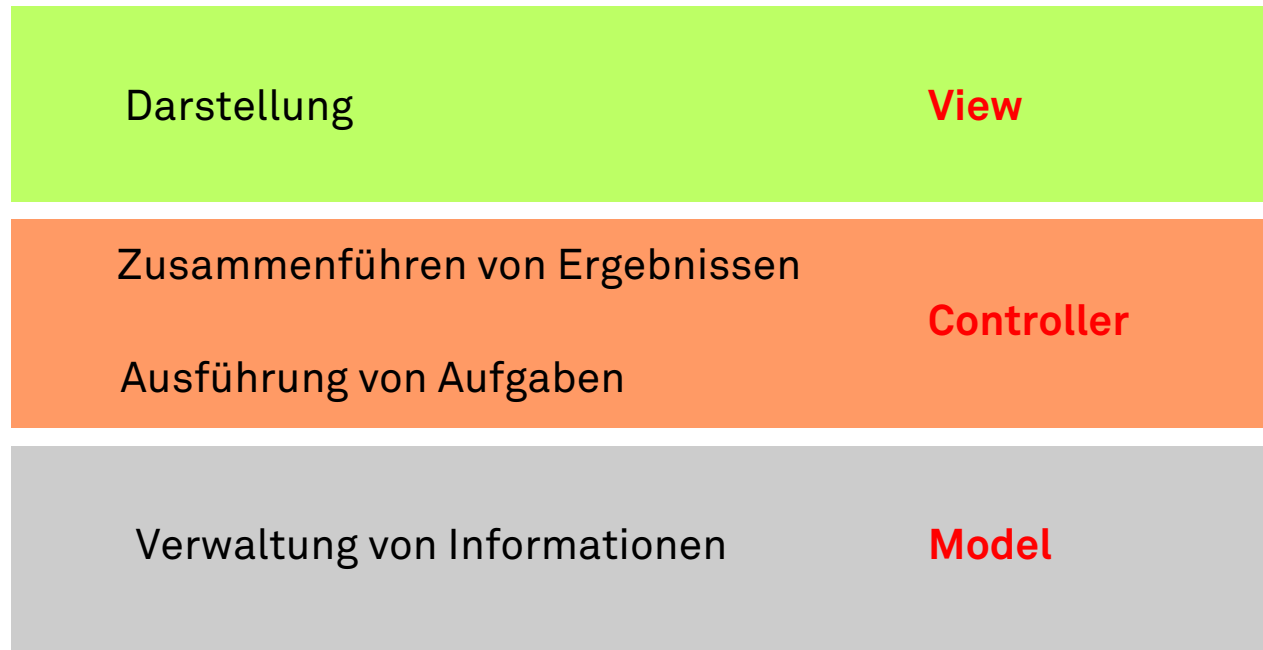 Darstellung View
Zusammenführen von Ergebnissen
Controller
Ausführung von Aufgaben
Verwaltung von Informationen Model